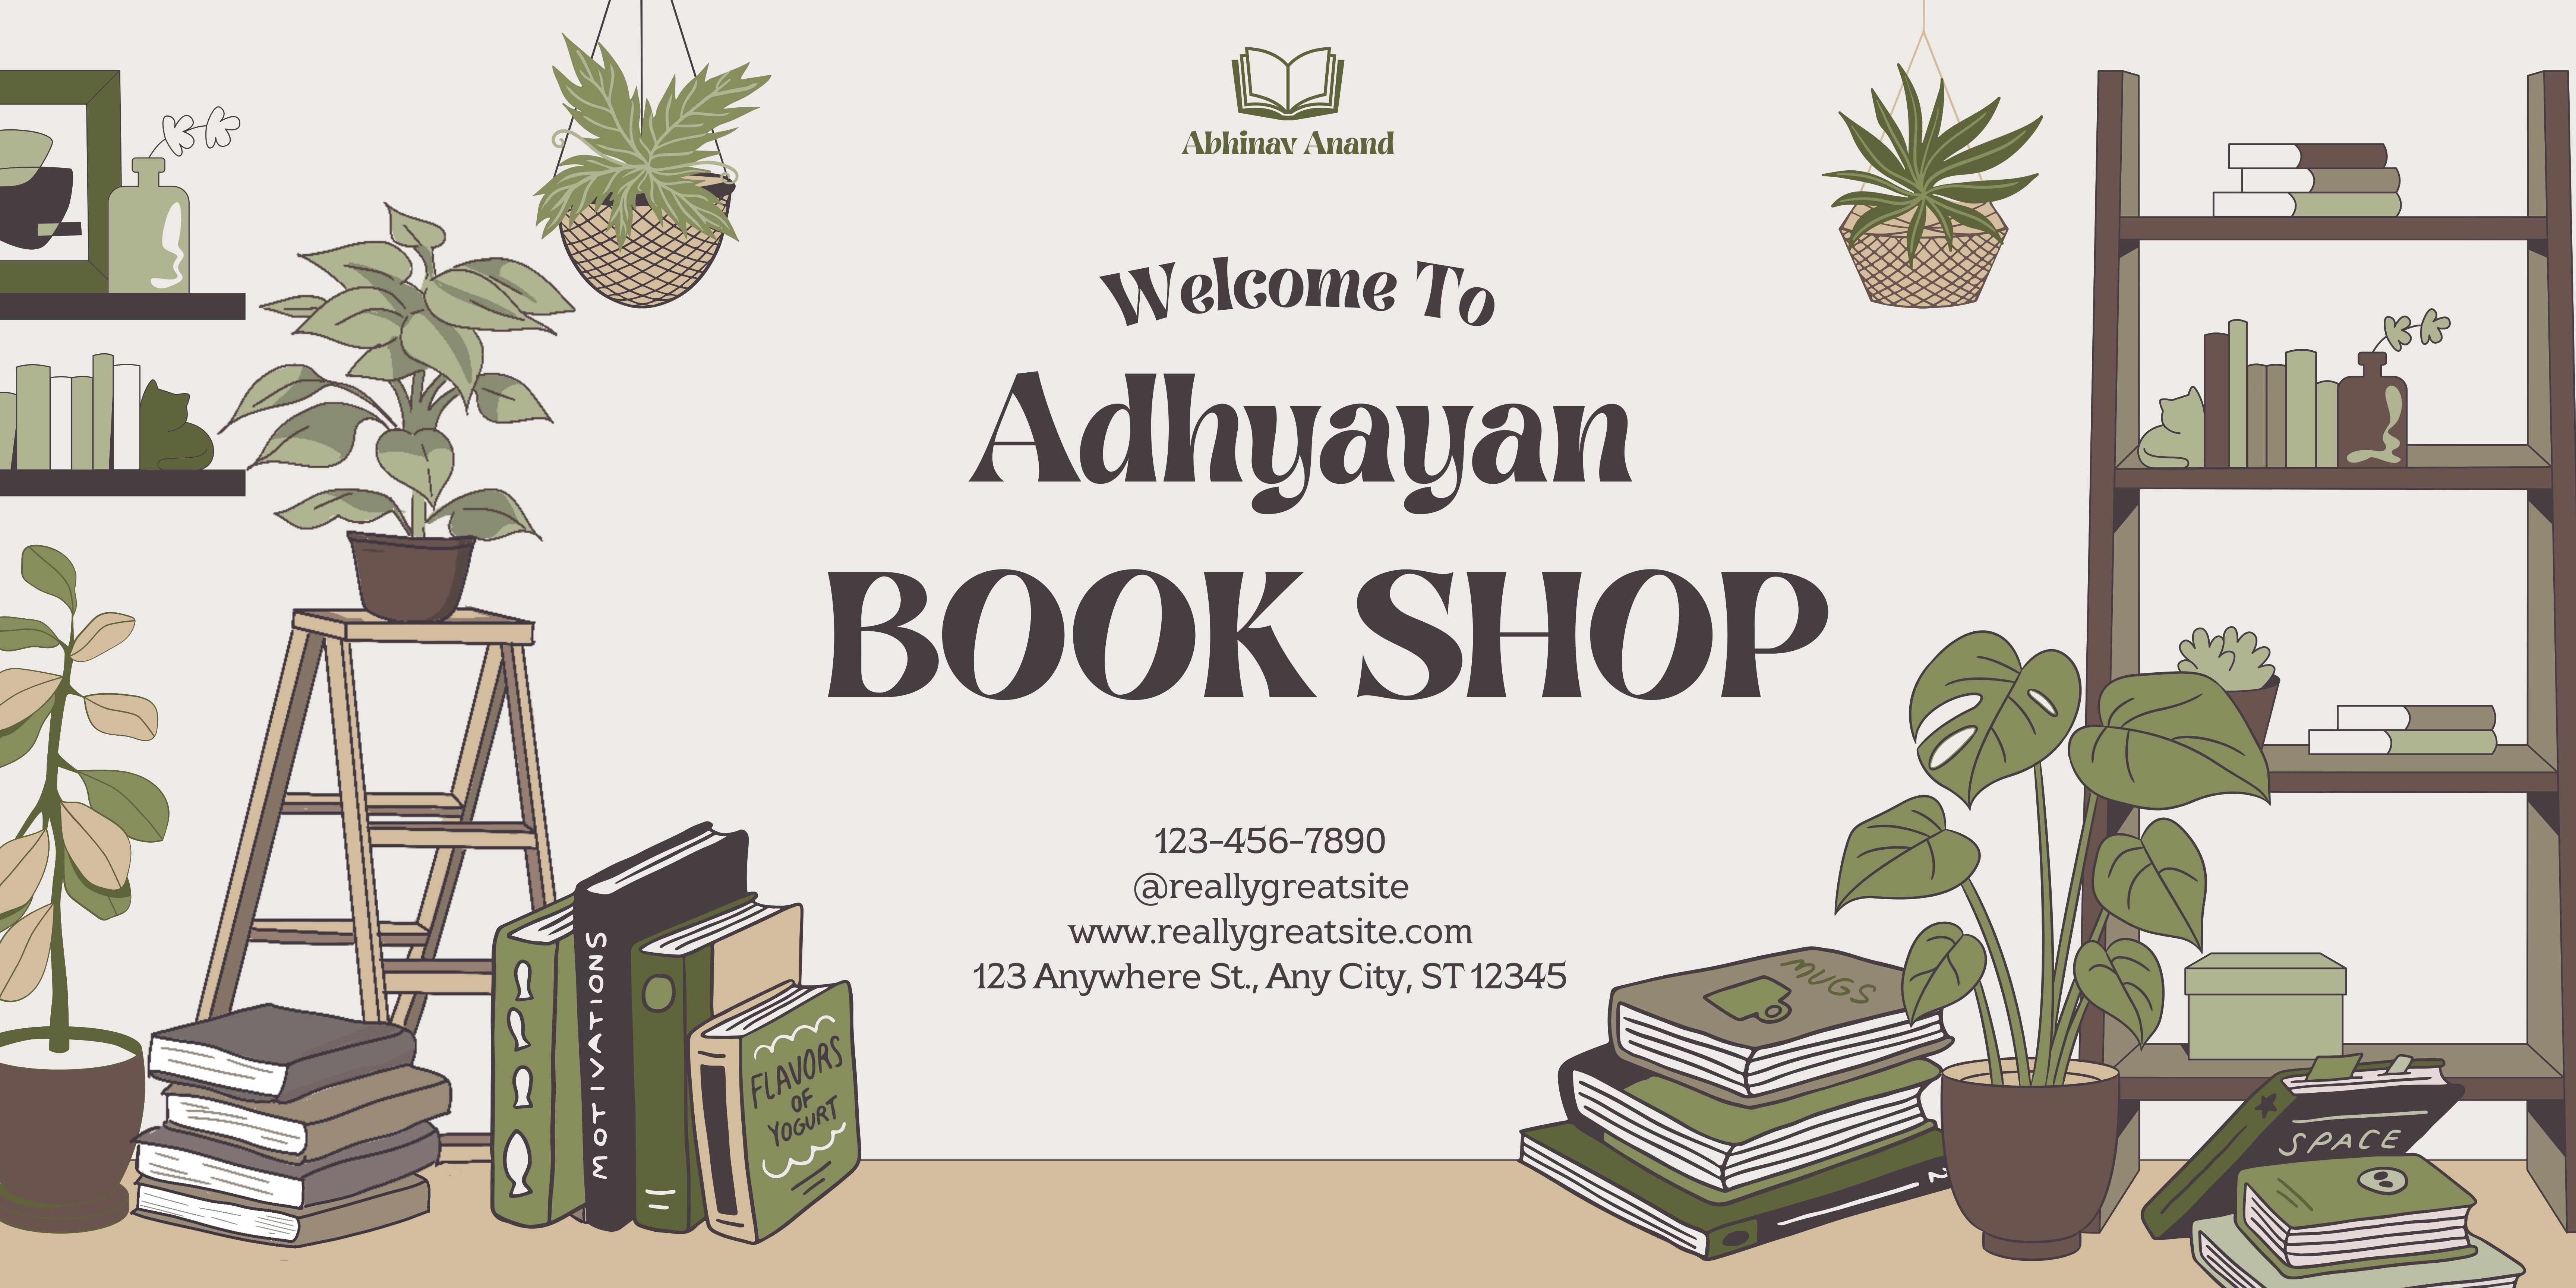 Abhinav Anand
Welcome To
Adhyayan
BOOK SHOP
123-456-7890
@reallygreatsite
www.reallygreatsite.com
123 Anywhere St., Any City, ST 12345
MOTIVATIONS
FLAVORS
OF
YOGURT
MUGS
SPACE